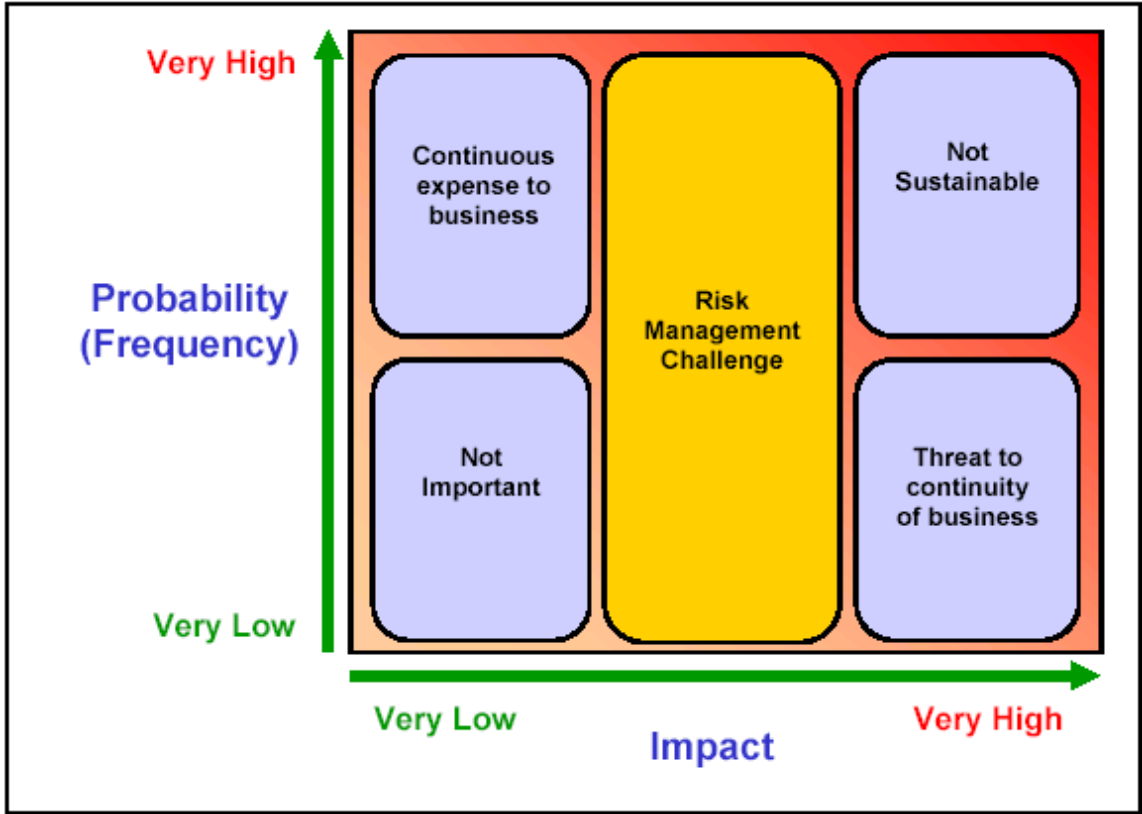 Very High
Continuous
expense to
business
Not
Sustainable
Probability
(Frequency)
Risk
Management
Challenge
Not
Important
Threat to
continuity
of business
Very Low
Very Low
Very High
Impact